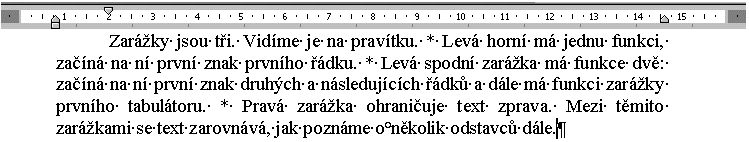 1 · 1 · 2 · 3 · 4 · 5 · 6 · 7 · 8 · 9 · 10 · 11 · 12 · 13 · 14 · 15
Zarážky jsou tři. Vidíme je na pravítku. * Levá horní má jednu funkci,
začíná na ní první znak prvního řádku. * Levá spodní zarážka má funkce dvě:
začíná na ní první znak druhých a následujících řádků a dále má funkci zarážky
prvního tabulátoru. * Pravá zarážka ohraničuje text zprava. Mezi těmito
zarážkami se text zarovnává, jak poznáme o°několik odstavců dále.¶